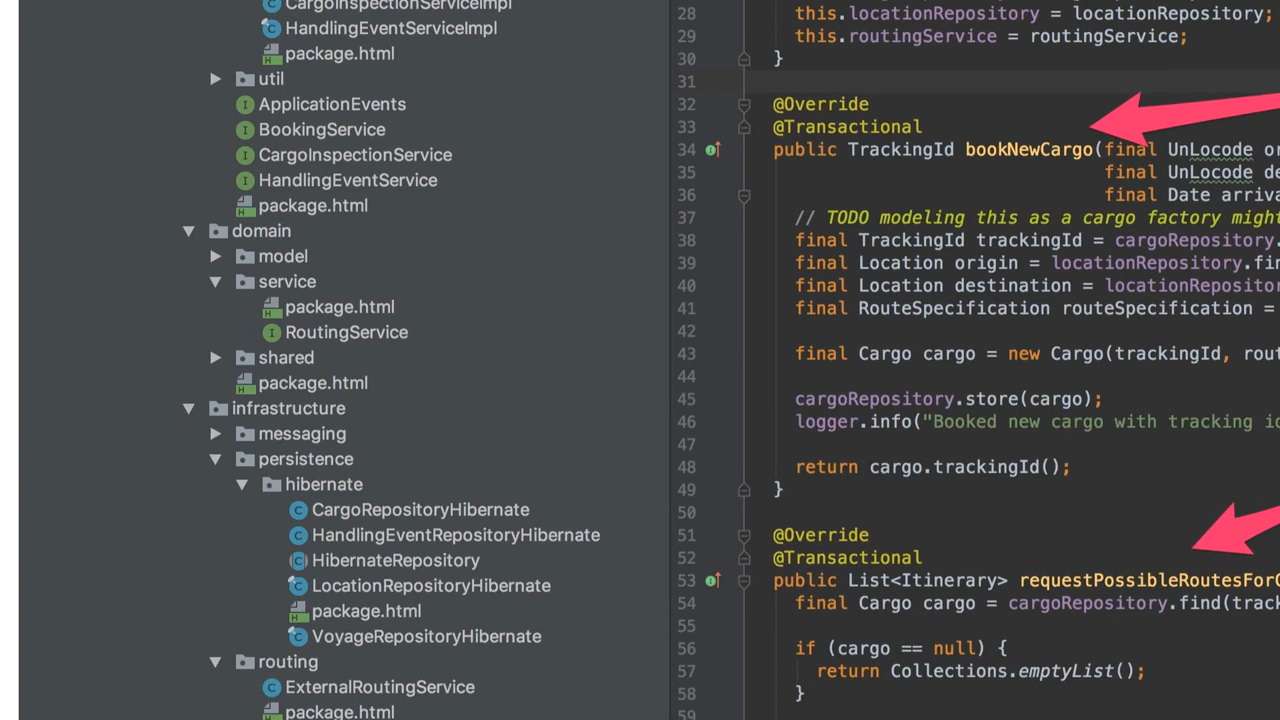 CargoInspectionServiceImpl
HandlingEventServiceImpl
package.html
util
ApplicationEvents
BookingService
CargoInspectionService
HandlingEventService
package.html
domain
model
service
package.html
RoutingService
shared
package.html
infrastructure
messaging
persistence
hibernate
CargoRepositoryHibernate
HandlingEventRepositoryHibernate
HibernateRepository
LocationRepositoryHibernate
package.html
VoyageRepositoryHibernate
routing
ExternalRoutingService
package.html
28 this.locationRepository = locationRepository;
29 this.routingService = routingService;
30 }
31
32 @Override
33 @Transactional
34 public TrackingId bookNewCargo(final UnLocode or
35 final UnLocode de
36 final Date arriva
37 // TODO modeling this as a cargo factory might
38 final TrackingId trackingId = cargoRepository.
39 final Location origin = locationRepository.fin
40 final Location destination = locationRepositor
41 final RouteSpecification routeSpecification =
42
43 final Cargo cargo = new Cargo(trackingId, rout
44
45 cargoRepository.store(cargo);
46 logger.info("Booked new cargo with tracking id
47
48 return cargo.trackingId();
49 }
50
51 @Override
52 @Transactional
53 public List<Itinerary> requestPossibleRoutesForC
54 final Cargo cargo = cargoRepository.find(track
55
56 if (cargo == null) {
57 return Collections.emptyList();
58 }
59